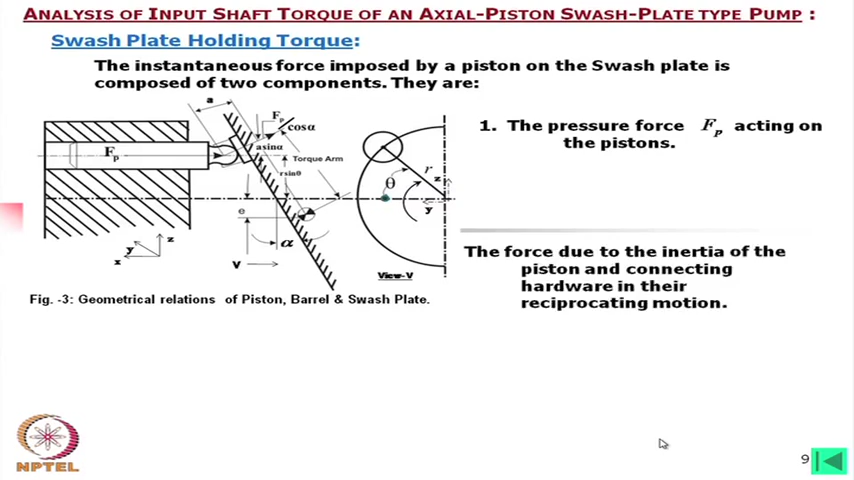 ANALYSIS OF INPUT SHAFT TORQUE OF AN AXIAL-PISTON SWASH-PLATE TYPE PUMP :
SWASH PLATE HOLDING TORQUE:
The instantaneous force imposed by a piston on the Swash plate is
composed of two components. They are:
a
Fp
cosα
Fp
asinα
Torque Arm
rsinθ
e
α
V
y
z
x
r
θ
z
y
View-V
Fig. -3: Geometrical relations of Piston, Barrel & Swash Plate.
1. The pressure force Fp acting on
the pistons.
The force due to the inertia of the
piston and connecting
hardware in their
reciprocating motion.
NPTEL
9